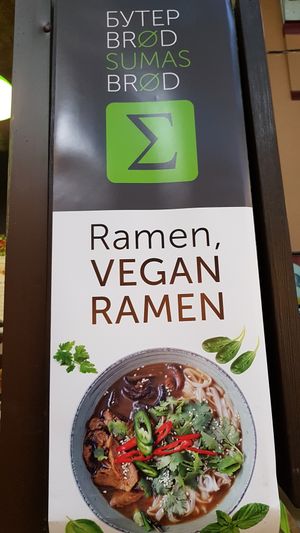 БУТЕР
BRØD
SUMAS
BRØD
Σ
Ramen,
VEGAN
RAMEN